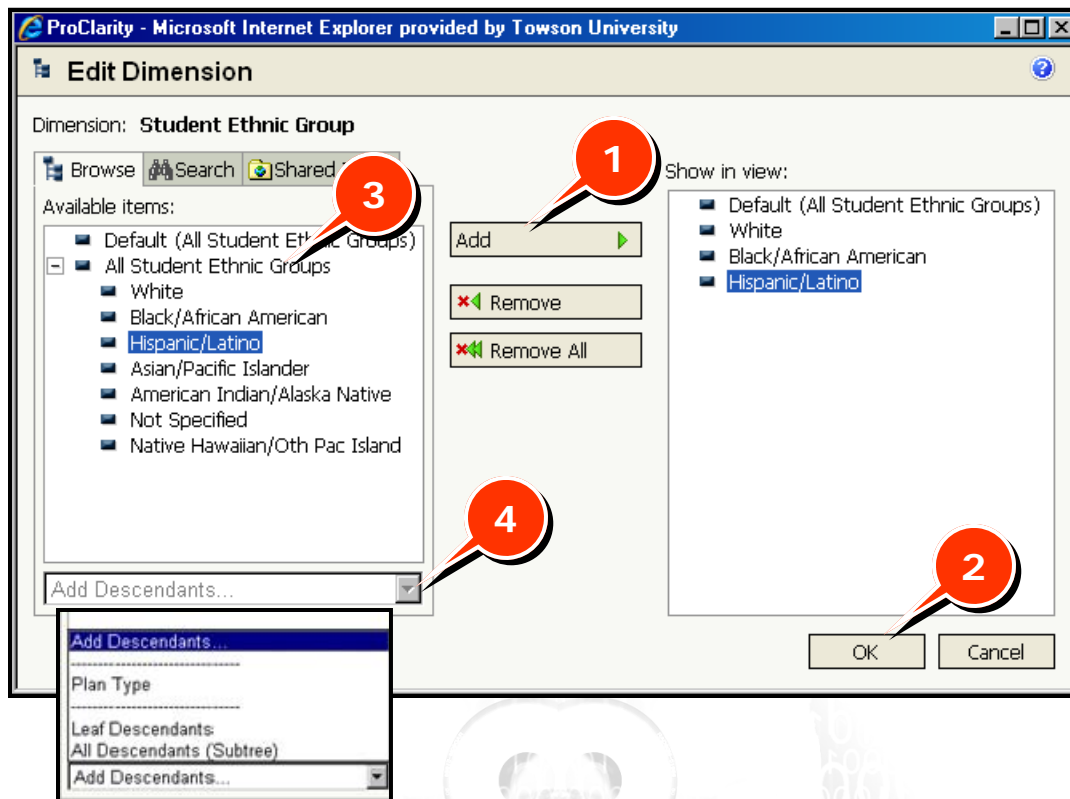 ProClarity - Microsoft Internet Explorer provided by Towson University
Edit Dimension
Dimension: Student Ethnic Group
Browse
Search
Shared
1
Show in view:
3
Available items:
Default (All Student Ethnic Groups)
All Student Ethnic Groups
White
Black/African American
Hispanic/Latino
Asian/Pacific Islander
American Indian/Alaska Native
Not Specified
Native Hawaiian/Oth Pac Island
Add
Remove
Remove All
Default (All Student Ethnic Groups)
White
Black/African American
Hispanic/Latino
4
2
Add Descendants...
OK
Cancel
Add Descendants...
--------------------------------
Plan Type
--------------------------------
Leaf Descendants
All Descendants (Subtree)
Add Descendants...